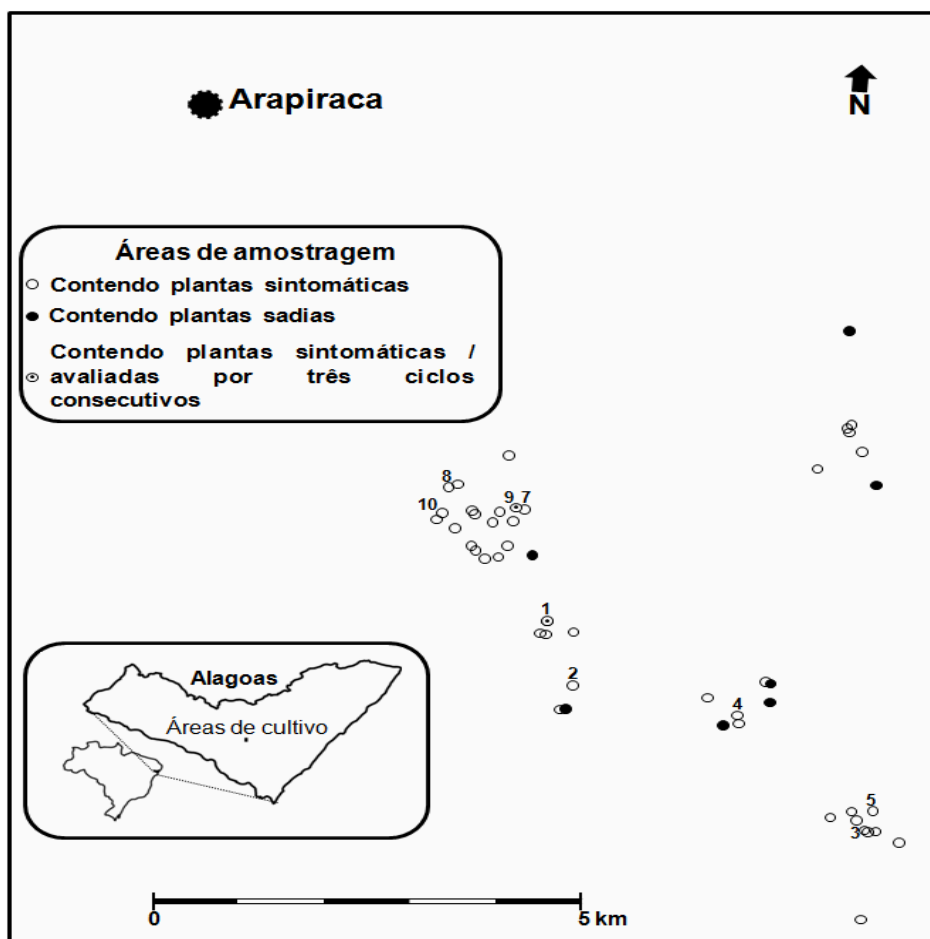 Arapiraca
N
Áreas de amostragem
Contendo plantas sintomáticas
Contendo plantas sadias
Contendo plantas sintomáticas /
avaliadas por três ciclos
consecutivos
8
10
9 7
1
2
4
5
3
Alagoas
Áreas de cultivo
0
5 km